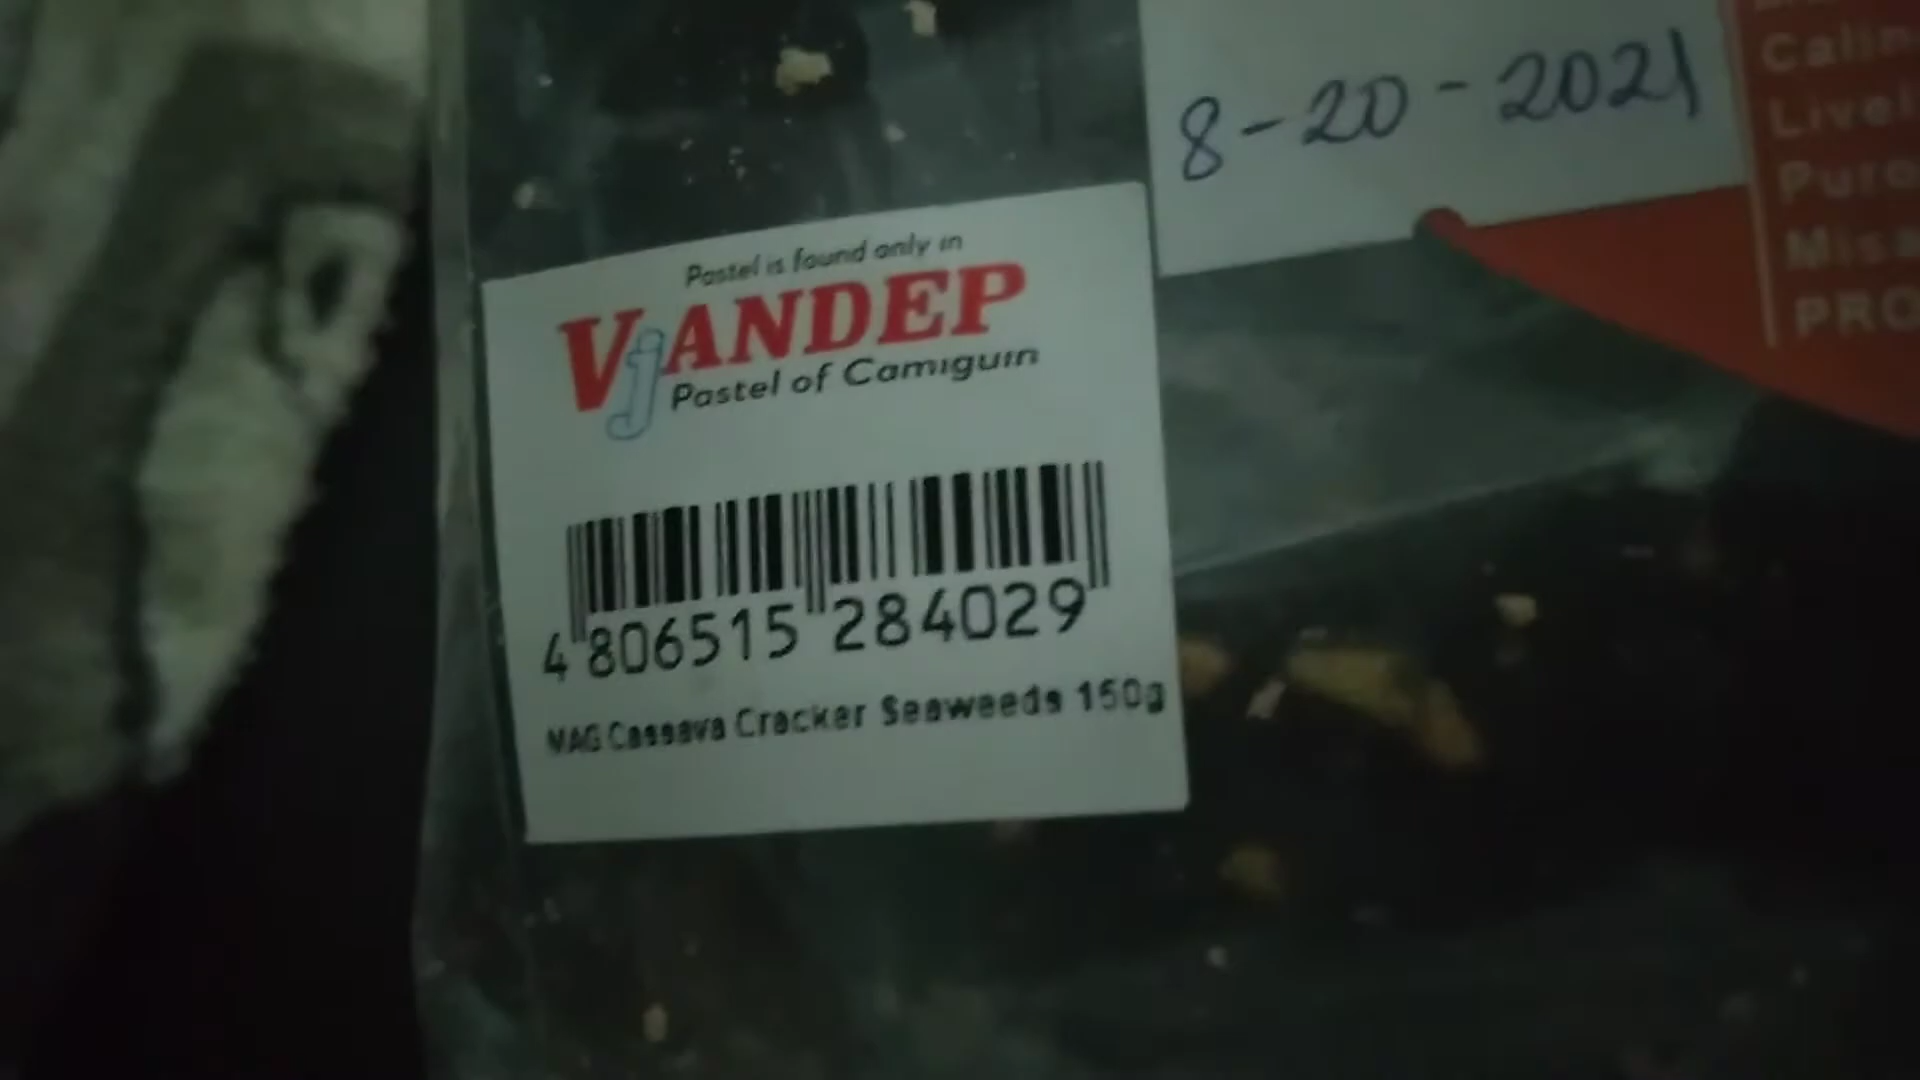 8-20-2021
Pastel is found only in
VjANDEP
Pastel of Camiguin
4 806515 284029
MAG Cassava Cracker Seaweeds 150g
PRO